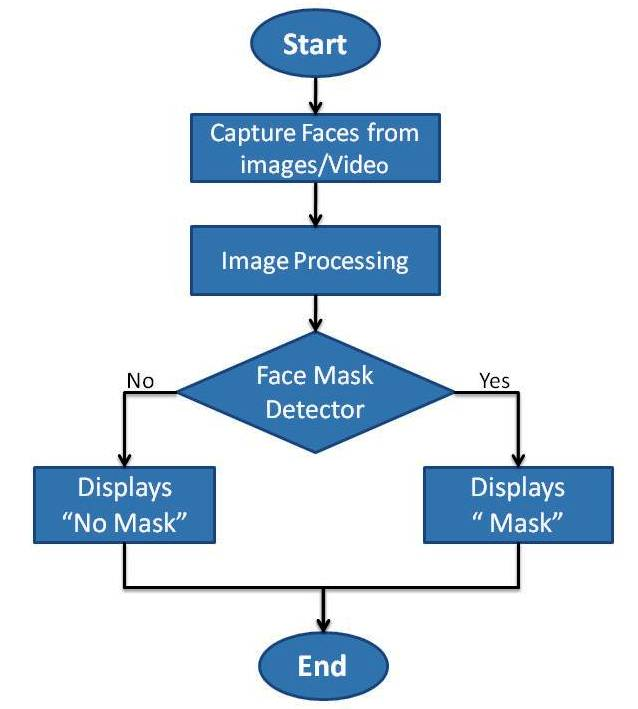 Start
Capture Faces from
images/Video
Image Processing
Face Mask
Detector
No
Yes
Displays
“No Mask”
Displays
“ Mask”
End